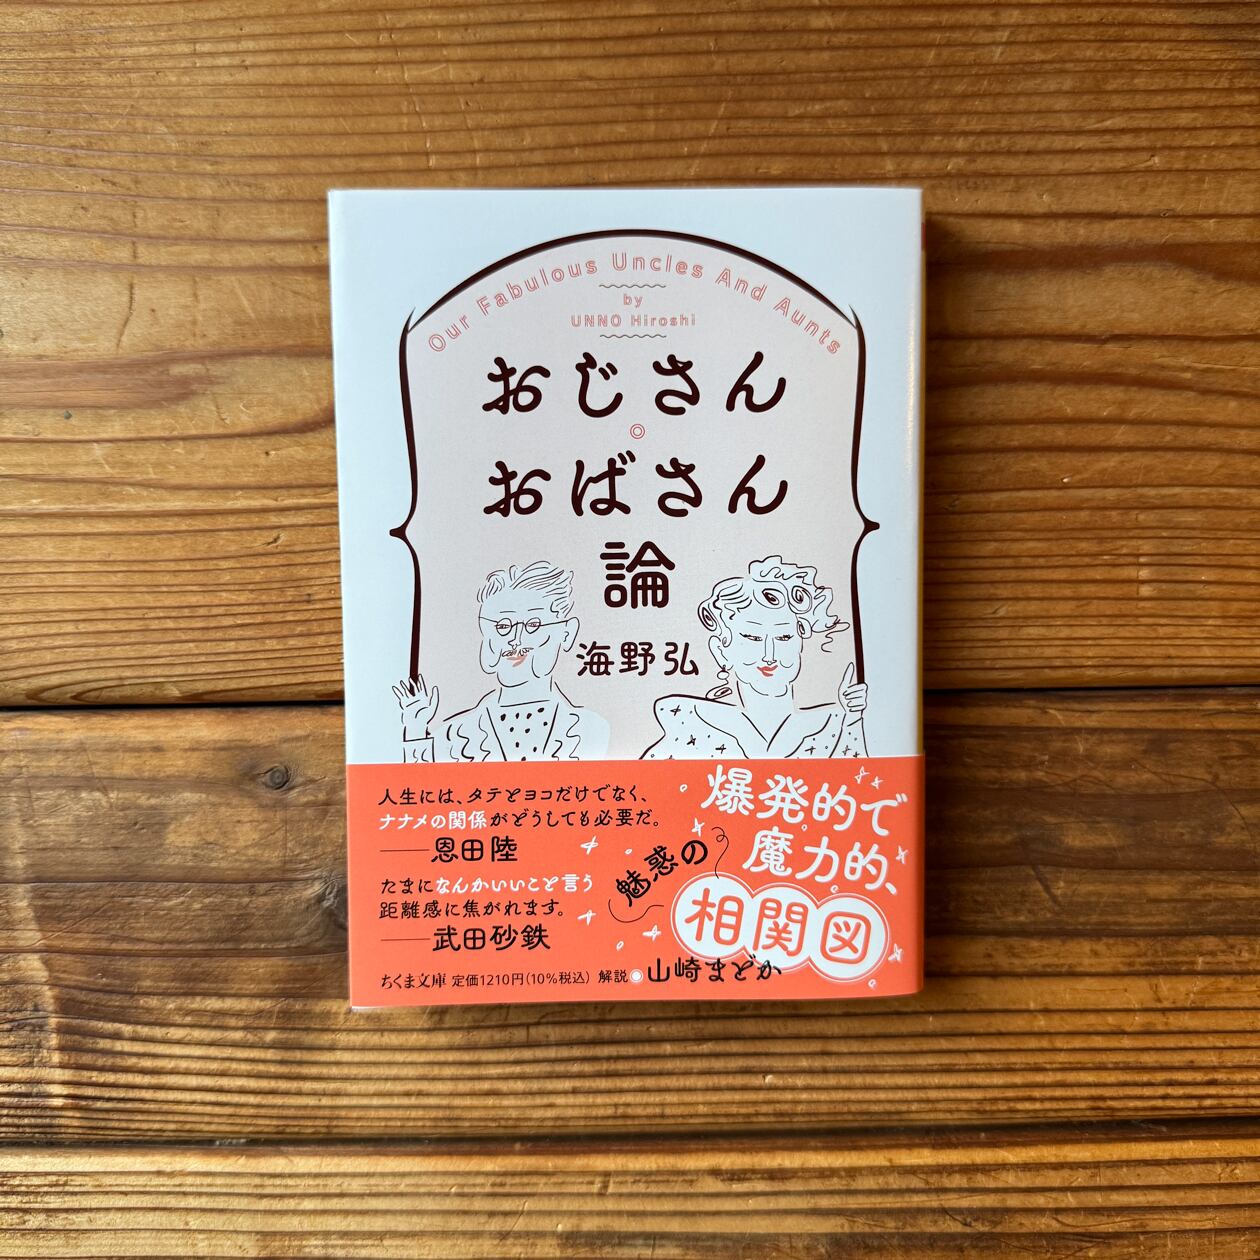 Our Fabulous Uncles And Aunts
by
UNNO Hiroshi
おじさん
◎
おばさん
論
海野弘
人生には、タテとヨコだけでなく、
ナナメの関係がどうしても必要だ。
――恩田陸
たまになんかいいこと言う
距離感に焦がれます。
――武田砂鉄
爆発的で
魔力的、
魅惑の
相関図
ちくま文庫 定価1210円(10%税込) 解説◎山崎まどか